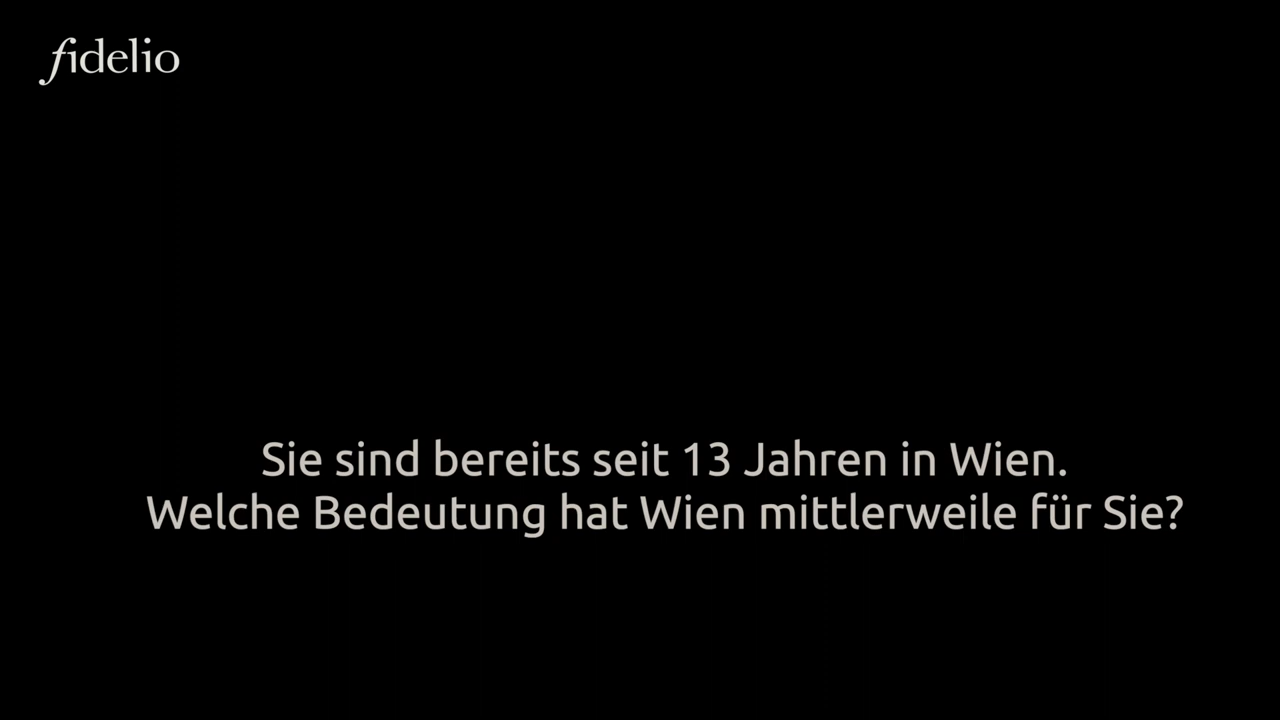 fidelio
Sie sind bereits seit 13 Jahren in Wien.
Welche Bedeutung hat Wien mittlerweile für Sie?